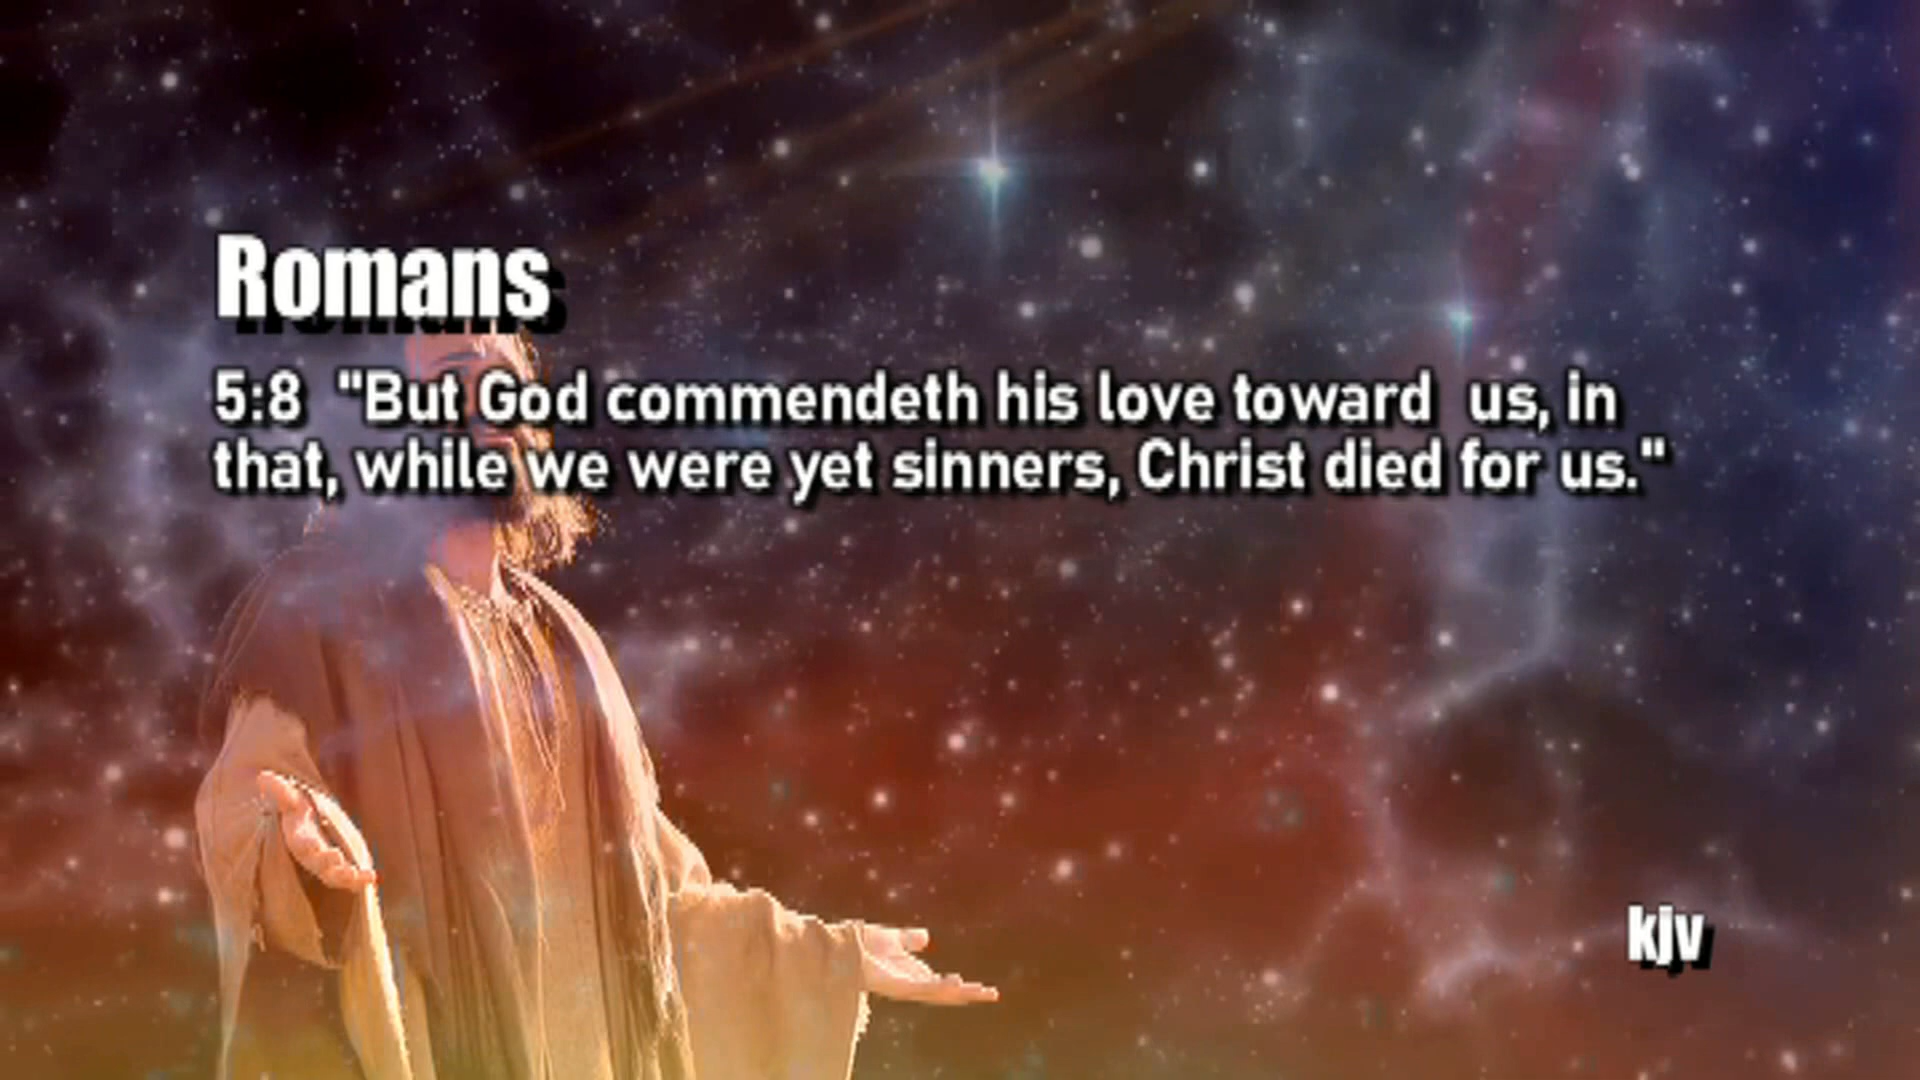 Romans
5:8  "But God commendeth his love toward  us, in
that, while we were yet sinners, Christ died for us."
kjv